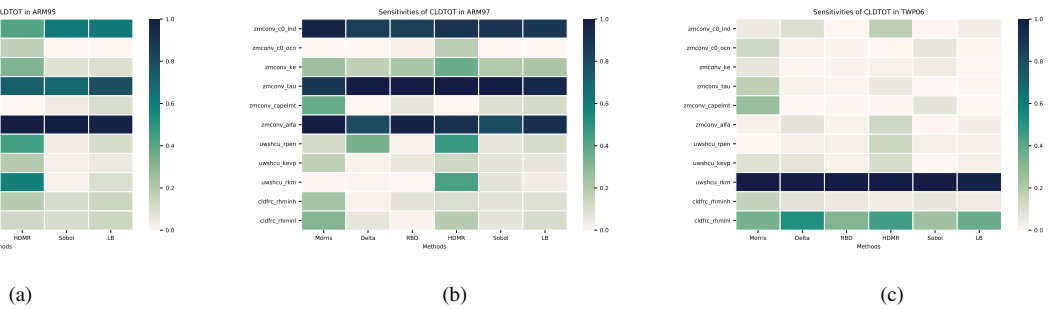 CLDTOT in ARM95
1.0
0.8
0.6
0.4
0.2
0.0
HDMR Sobol LB
hods
(a)
Sensitivities of CLDTOT in ARM97
zmconv_c0_lnd
zmconv_c0_ocn
zmconv_ke
zmconv_tau
zmconv_capelmt
zmconv_alfa
uwshcu_rpen
uwshcu_kevp
uwshcu_rkm
cldfrc_rhminh
cldfrc_rhminl
Morris Delta RBD HDMR Sobol LB
Methods
1.0
0.8
0.6
0.4
0.2
0.0
(b)
Sensitivities of CLDTOT in TWP06
zmconv_c0_lnd
zmconv_c0_ocn
zmconv_ke
zmconv_tau
zmconv_capelmt
zmconv_alfa
uwshcu_rpen
uwshcu_kevp
uwshcu_rkm
cldfrc_rhminh
cldfrc_rhminl
Morris Delta RBD HDMR Sobol LB
Methods
1.0
0.8
0.6
0.4
0.2
0.0
(c)